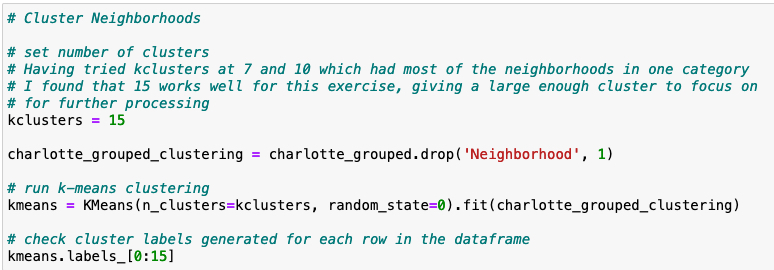 # Cluster Neighborhoods
# set number of clusters
# Having tried kclusters at 7 and 10 which had most of the neighborhoods in one category
# I found that 15 works well for this exercise, giving a large enough cluster to focus on
# for further processing
kclusters = 15
charlotte_grouped_clustering = charlotte_grouped.drop('Neighborhood', 1)
# run k-means clustering
kmeans = KMeans(n_clusters=kclusters, random_state=0).fit(charlotte_grouped_clustering)
# check cluster labels generated for each row in the dataframe
kmeans.labels_[0:15]